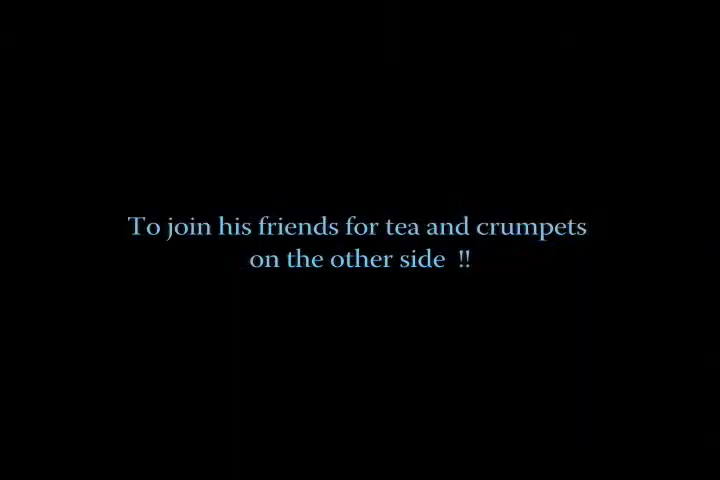 To join his friends for tea and crumpets
on the other side  !!